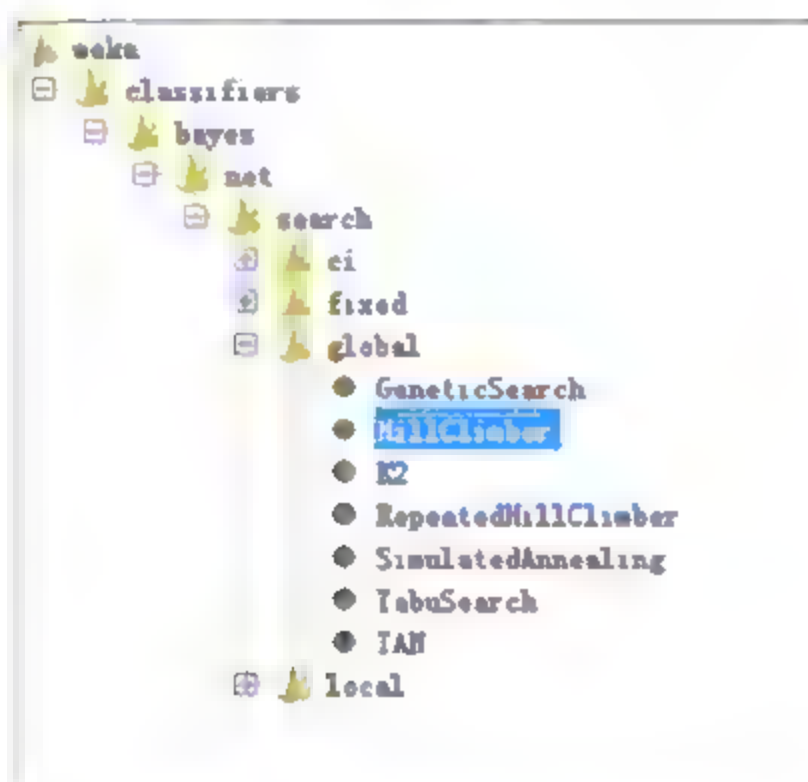 weka
classifiers
bayes
net
search
ci
fixed
global
GeneticSearch
HillClimber
K2
RepeatedHillClimber
SimulatedAnnealing
TabuSearch
TAN
local